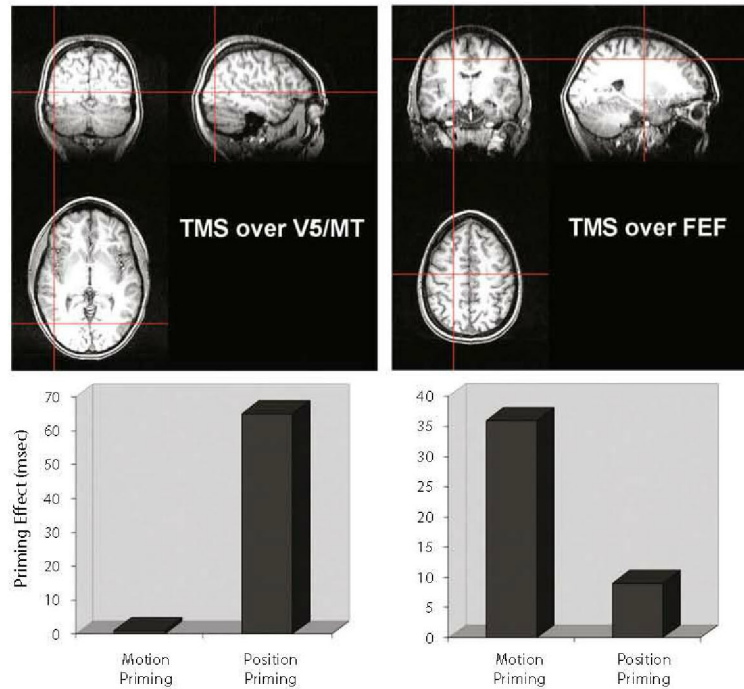 TMS over V5/MT
TMS over FEF
Priming Effect (msec)
70
60
50
40
30
20
10
0
Motion
Priming
Position
Priming
40
35
30
25
20
15
10
5
0
Motion
Priming
Position
Priming